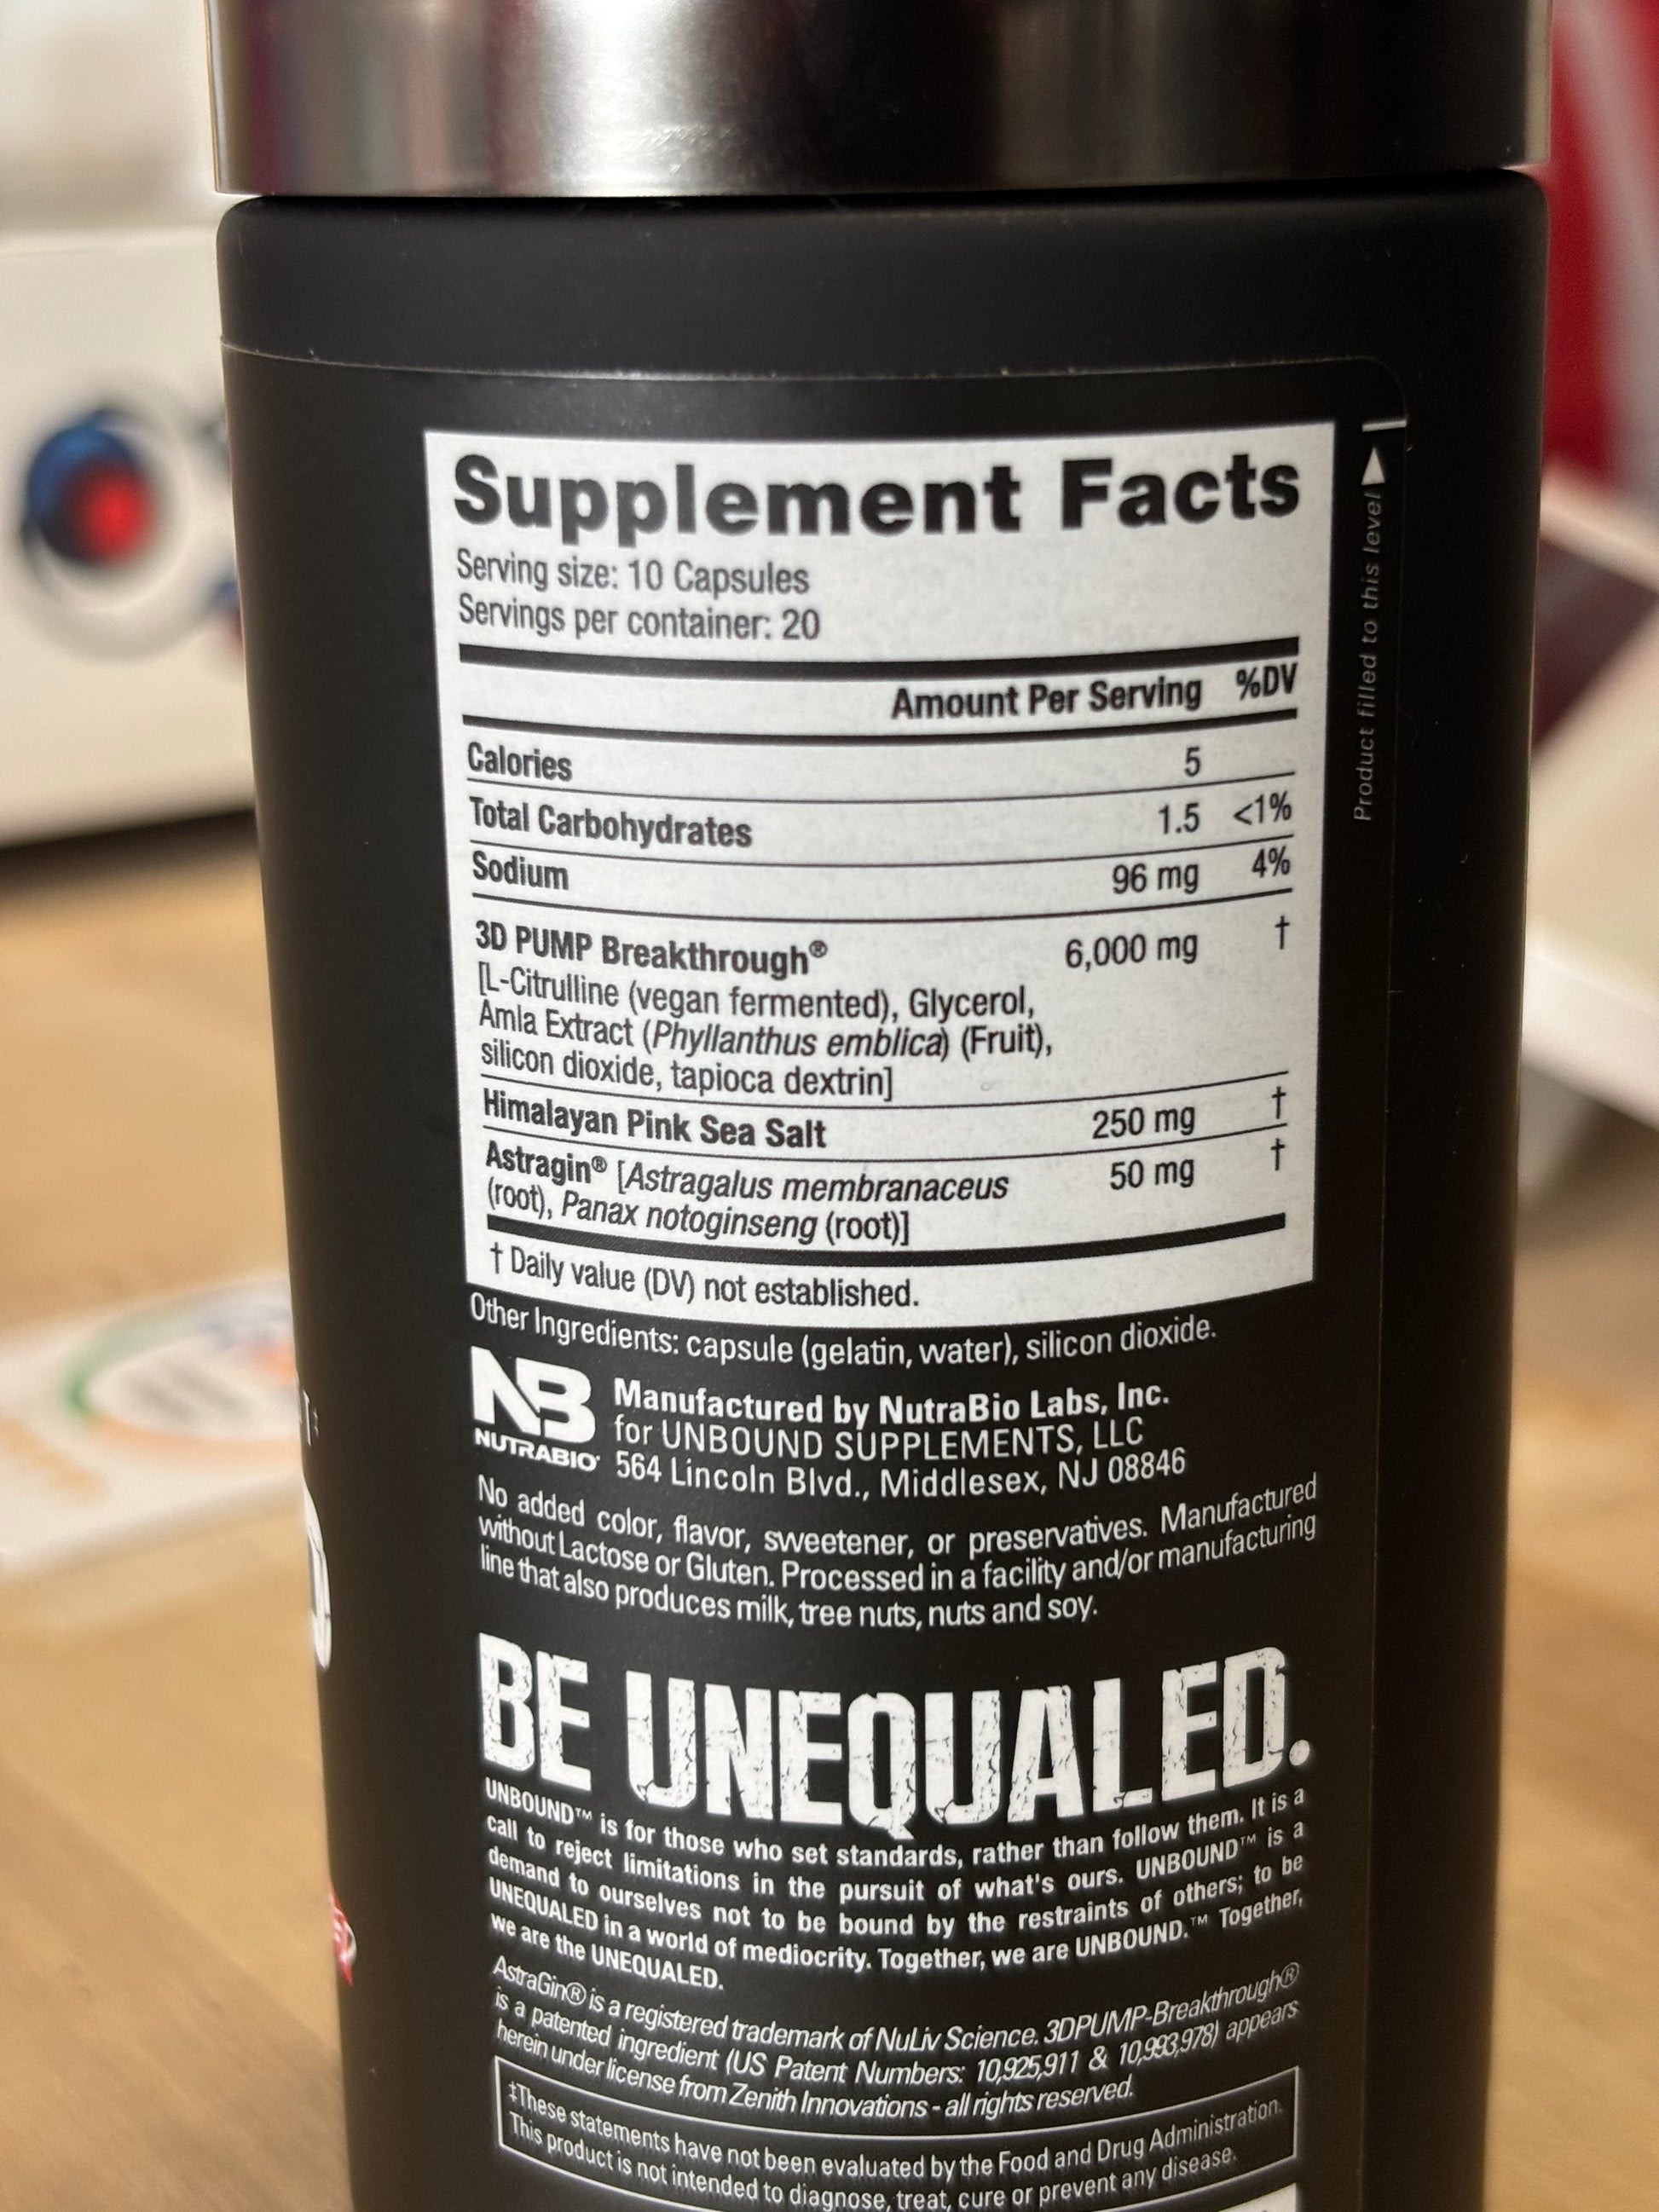 Supplement Facts
Serving size: 10 Capsules
Servings per container: 20
Amount Per Serving %DV
Calories 5
Total Carbohydrates 1.5 <1%
Sodium 96 mg 4%
3D PUMP Breakthrough® 6,000 mg †
[L-Citrulline (vegan fermented), Glycerol,
Amla Extract (Phyllanthus emblica) (Fruit),
silicon dioxide, tapioca dextrin]
Himalayan Pink Sea Salt 250 mg †
Astragin® [Astragalus membranaceus 50 mg †
(root), Panax notoginseng (root)]
† Daily value (DV) not established.
Product filled to this level
Other Ingredients: capsule (gelatin, water), silicon dioxide.
NB
NUTRABIO®
Manufactured by NutraBio Labs, Inc.
for UNBOUND SUPPLEMENTS, LLC
564 Lincoln Blvd., Middlesex, NJ 08846
No added color, flavor, sweetener, or preservatives. Manufactured
without Lactose or Gluten. Processed in a facility and/or manufacturing
line that also produces milk, tree nuts, nuts and soy.
BE UNEQUALED.
UNBOUND™ is for those who set standards, rather than follow them. It is a
call to reject limitations in the pursuit of what's ours. UNBOUND™ is a
demand to ourselves not to be bound by the restraints of others; to be
UNEQUALED in a world of mediocrity. Together, we are UNBOUND.™ Together,
we are the UNEQUALED.
AstraGin® is a registered trademark of NuLiv Science. 3DPUMP-Breakthrough®
is a patented ingredient (US Patent Numbers: 10,925,911 & 10,993,978) appears
herein under license from Zenith Innovations - all rights reserved.
‡These statements have not been evaluated by the Food and Drug Administration.
This product is not intended to diagnose, treat, cure or prevent any disease.